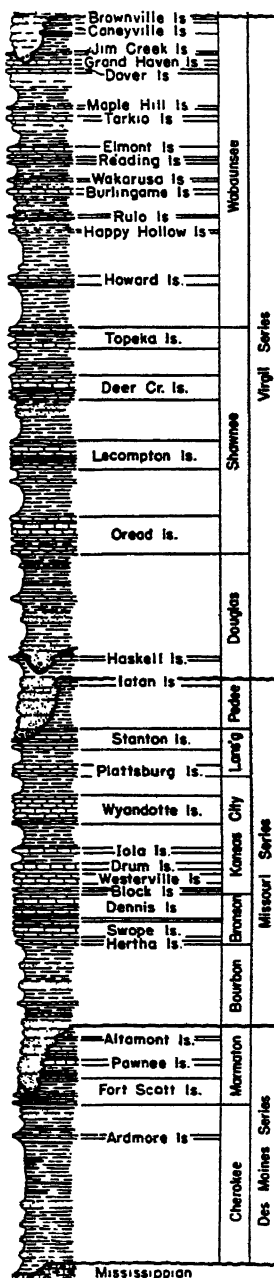 Brownville ls
Caneyville ls
Jim Creek ls
Grand Haven ls
Dover ls
Maple Hill ls
Tarkio ls
Elmont ls
Reading ls
Wakarusa ls
Burlingame ls
Rulo ls
Happy Hollow ls
Howard ls.
Topeka ls.
Deer Cr. ls.
Lecompton ls.
Oread ls.
Haskell ls.
Iatan ls
Stanton ls.
Plattsburg ls.
Wyandotte ls.
Iola ls.
Drum ls.
Westerville ls
Block ls
Dennis ls
Swope ls.
Hertha ls.
Altamont ls.
Pawnee ls.
Fort Scott ls.
Ardmore ls
Mississippian
Wabaunsee
Shawnee
Douglas
Pedee
Lans'g
Kansas City
Bronson
Bourbon
Marmaton
Cherokee
Virgil Series
Missouri Series
Des Moines Series